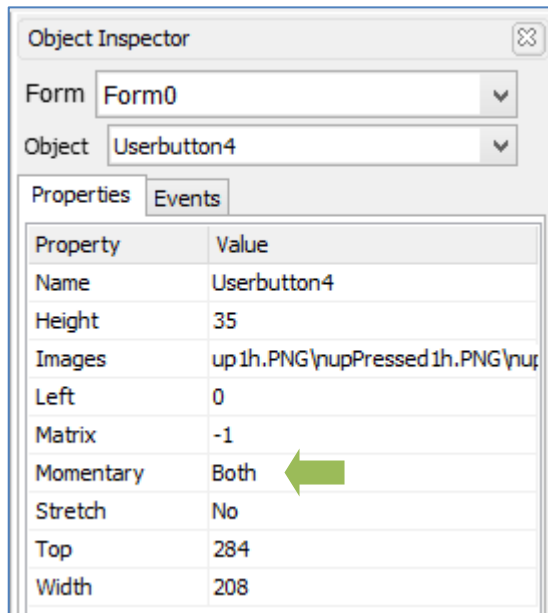 Object Inspector
Form Form0
Object Userbutton4
Properties Events
Property Value
Name Userbutton4
Height 35
Images up1h.PNG\nupPressed1h.PNG\nup
Left 0
Matrix -1
Momentary Both
Stretch No
Top 284
Width 208